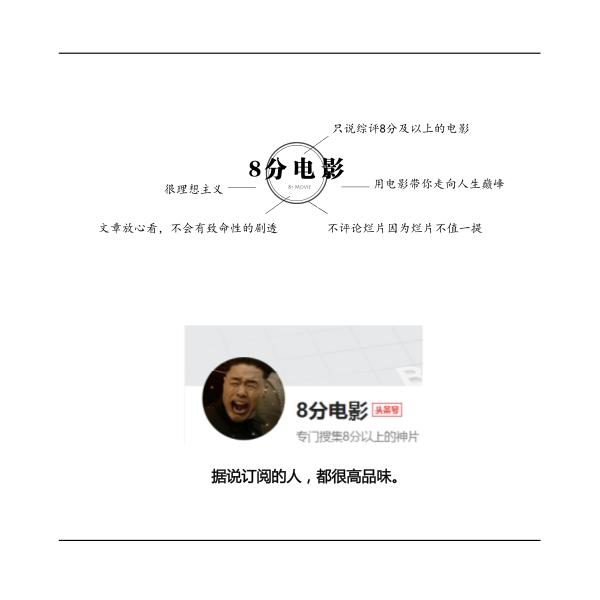 只说综评8分及以上的电影
8分电影
8+ MOVIE
很理想主义
用电影带你走向人生巅峰
文章放心看，不会有致命性的剧透
不评论烂片因为烂片不值一提
8分电影 头条号
专门搜集8分以上的神片
据说订阅的人，都很高品味。